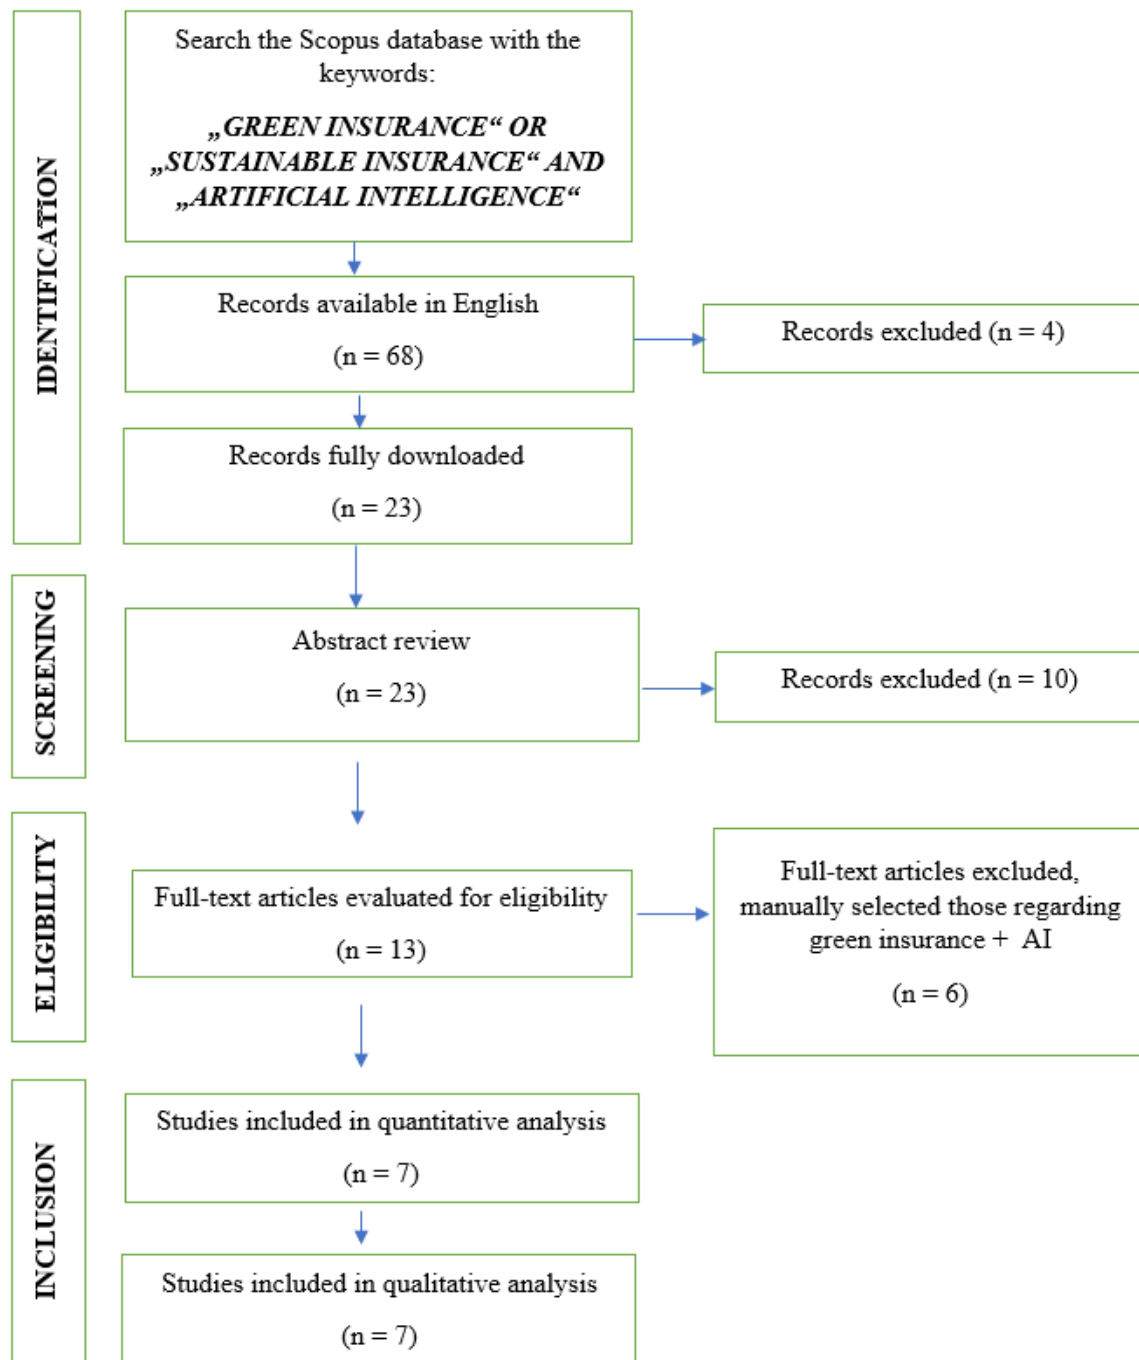 IDENTIFICATION
Search the Scopus database with the
keywords:
„GREEN INSURANCE“ OR
„SUSTAINABLE INSURANCE“ AND
„ARTIFICIAL INTELLIGENCE“
Records available in English
(n = 68)
Records excluded (n = 4)
Records fully downloaded
(n = 23)
SCREENING
Abstract review
(n = 23)
Records excluded (n = 10)
ELIGIBILITY
Full-text articles evaluated for eligibility
(n = 13)
Full-text articles excluded,
manually selected those regarding
green insurance + AI
(n = 6)
INCLUSION
Studies included in quantitative analysis
(n = 7)
Studies included in qualitative analysis
(n = 7)